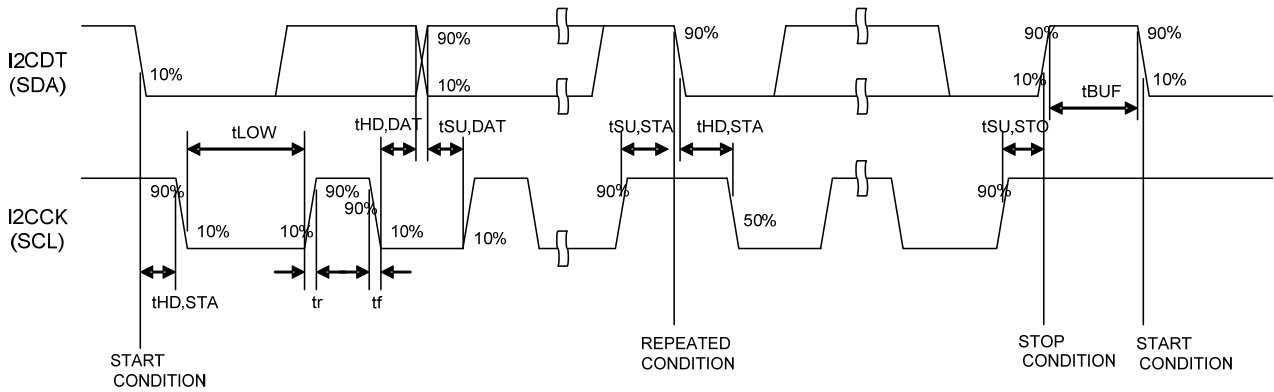 I2CDT
(SDA)
10%
90%
10%
90%
90%
10%
90%
10%
tLOW
tHD,DAT
tSU,DAT
tSU,STA
tHD,STA
tSU,STO
tBUF
I2CCK
(SCL)
90%
10%
10%
90%
90%
10%
10%
90%
50%
90%
tHD,STA
tr
tf
START
CONDITION
REPEATED
CONDITION
STOP
CONDITION
START
CONDITION